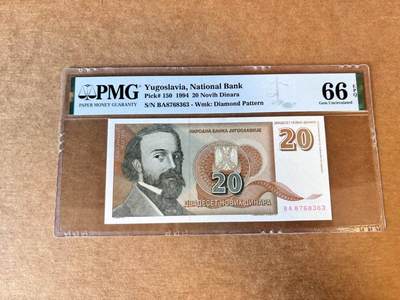 PMG
PAPER MONEY GUARANTY
Yugoslavia, National Bank
Pick# 150 1994 20 Novih Dinara
S/N BA8768363 - Wmk: Diamond Pattern
66 EPQ
Gem Uncirculated
НАРОДНА БАНКА ЈУГОСЛАВИЈЕ
20
20
ДВАДЕСЕТ НОВИХ ДИНАРА
BA 8768363